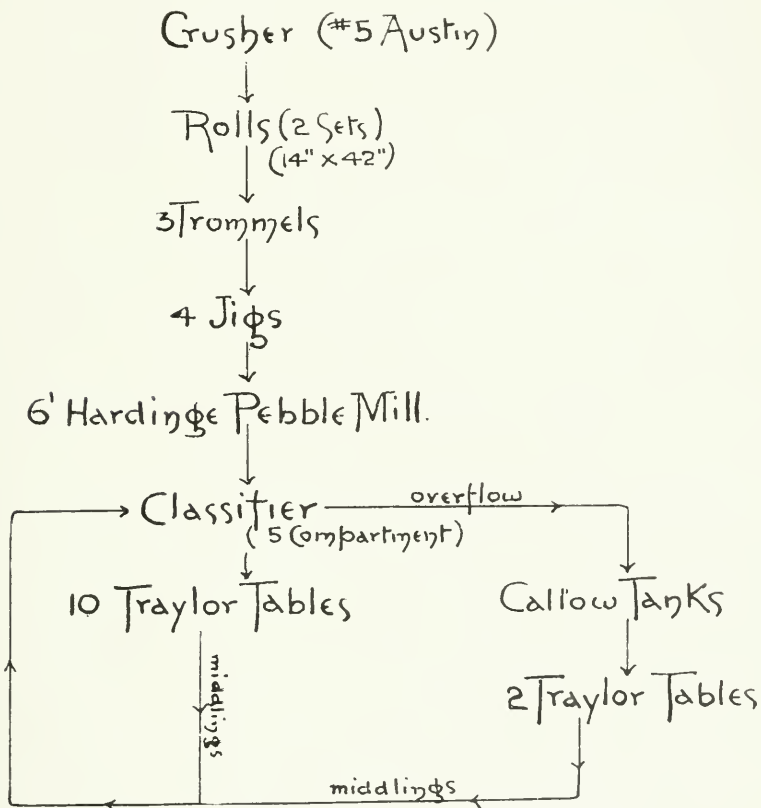 Crusher (#5 Austin)
Rolls (2 Sets)
(14" x 42")
3 Trommels
4 Jigs
6' Hardinge Pebble Mill.
Classifier
overflow
(5 Compartment)
10 Traylor Tables
Callow Tanks
middlings
2 Traylor Tables
middlings